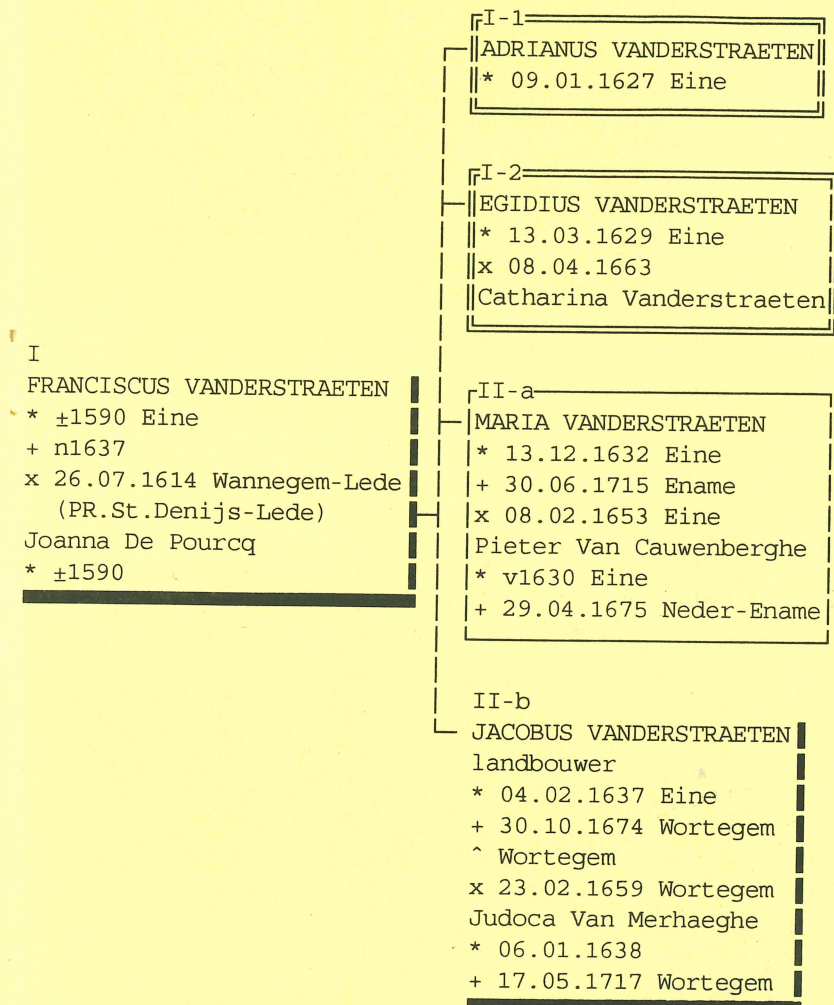 I-1
ADRIANUS VANDERSTRAETEN
* 09.01.1627 Eine
I-2
EGIDIUS VANDERSTRAETEN
* 13.03.1629 Eine
x 08.04.1663
Catharina Vanderstraeten
I
FRANCISCUS VANDERSTRAETEN
* ±1590 Eine
+ n1637
x 26.07.1614 Wannegem-Lede
(PR.St.Denijs-Lede)
Joanna De Pourcq
* ±1590
II-a
MARIA VANDERSTRAETEN
* 13.12.1632 Eine
+ 30.06.1715 Ename
x 08.02.1653 Eine
Pieter Van Cauwenberghe
* v1630 Eine
+ 29.04.1675 Neder-Ename
II-b
JACOBUS VANDERSTRAETEN
landbouwer
* 04.02.1637 Eine
+ 30.10.1674 Wortegem
^ Wortegem
x 23.02.1659 Wortegem
Judoca Van Merhaeghe
* 06.01.1638
+ 17.05.1717 Wortegem